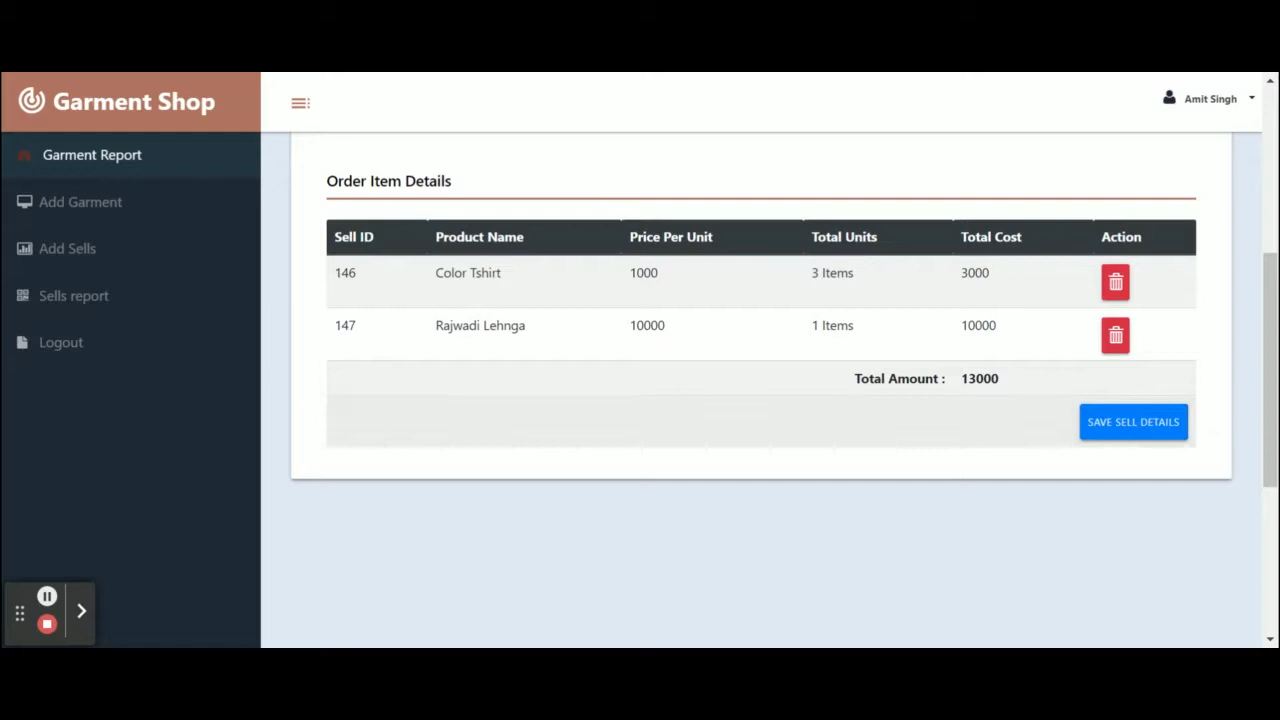 Garment Shop
Amit Singh
Garment Report
Add Garment
Add Sells
Sells report
Logout
Order Item Details
Sell ID Product Name Price Per Unit Total Units Total Cost Action
146 Color Tshirt 1000 3 Items 3000
147 Rajwadi Lehnga 10000 1 Items 10000
Total Amount : 13000
SAVE SELL DETAILS